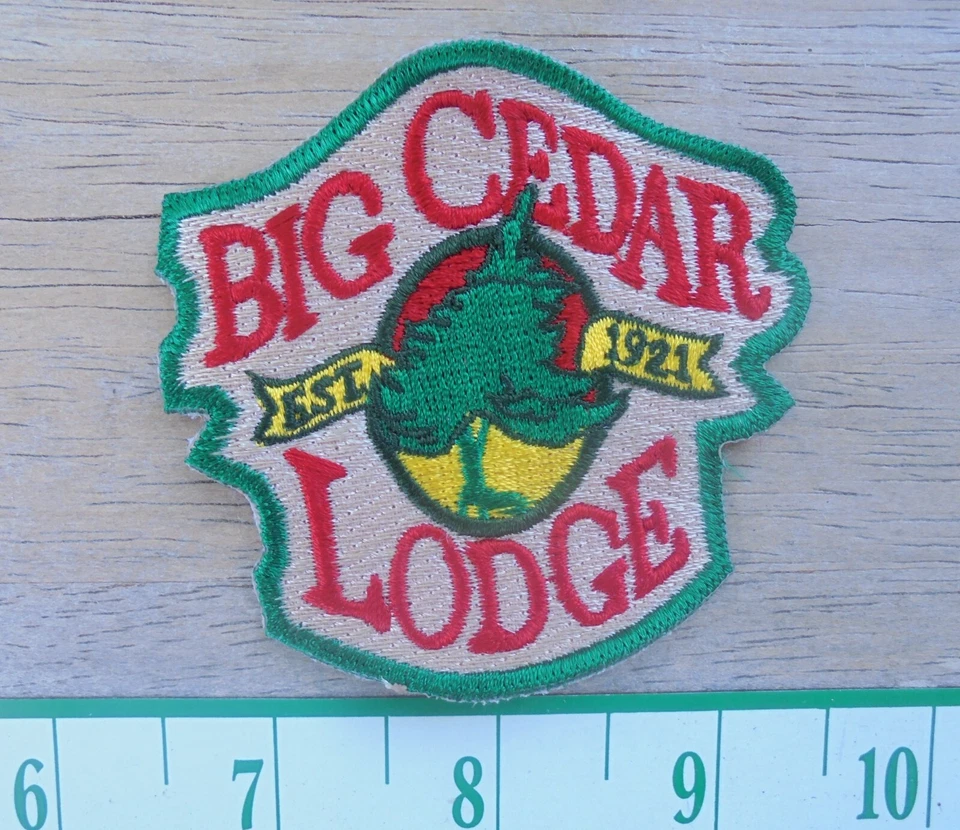 BIG CEDAR
EST. 1921
LODGE
6 7 8 9 10